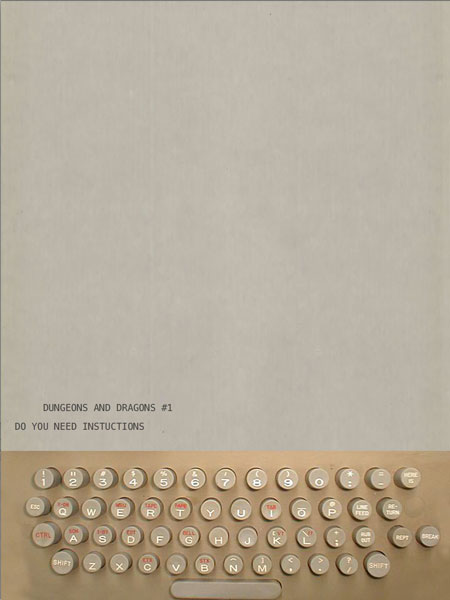 DUNGEONS AND DRAGONS #1
DO YOU NEED INSTUCTIONS
! " # $ % & ' ( ) * =
1 2 3 4 5 6 7 8 9 0 : - HERE IS
ESC Q W E R T Y U I O P LINE FEED RE-TURN
CTRL A S D F G H J K L ; RUB OUT REPT BREAK
SHIFT Z X C V B N M , . / SHIFT